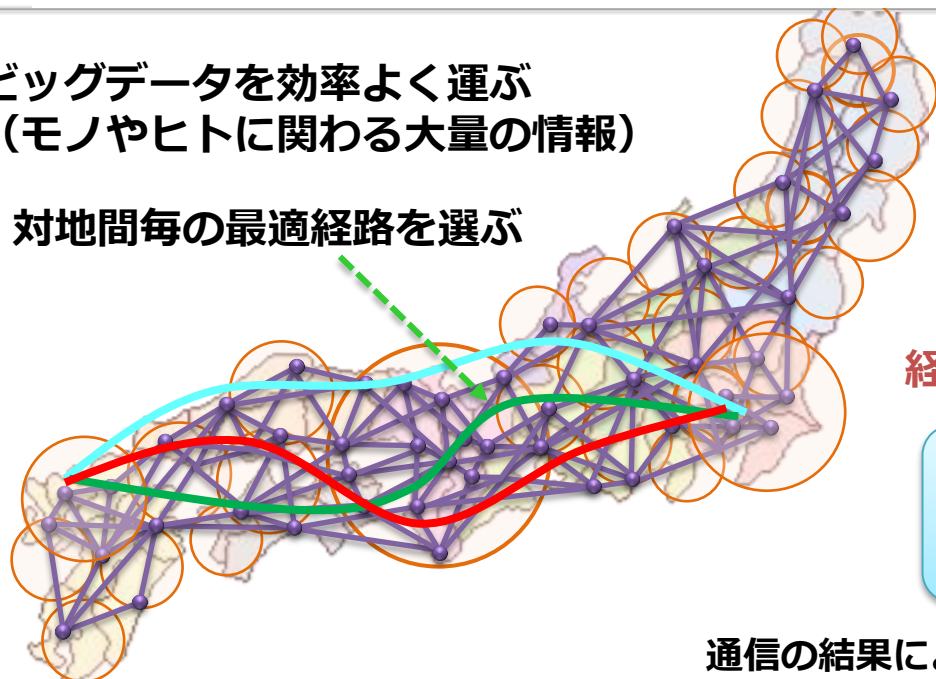 ビッグデータを効率よく運ぶ
（モノやヒトに関わる大量の情報）
対地間毎の最適経路を選ぶ
経
通信の結果に